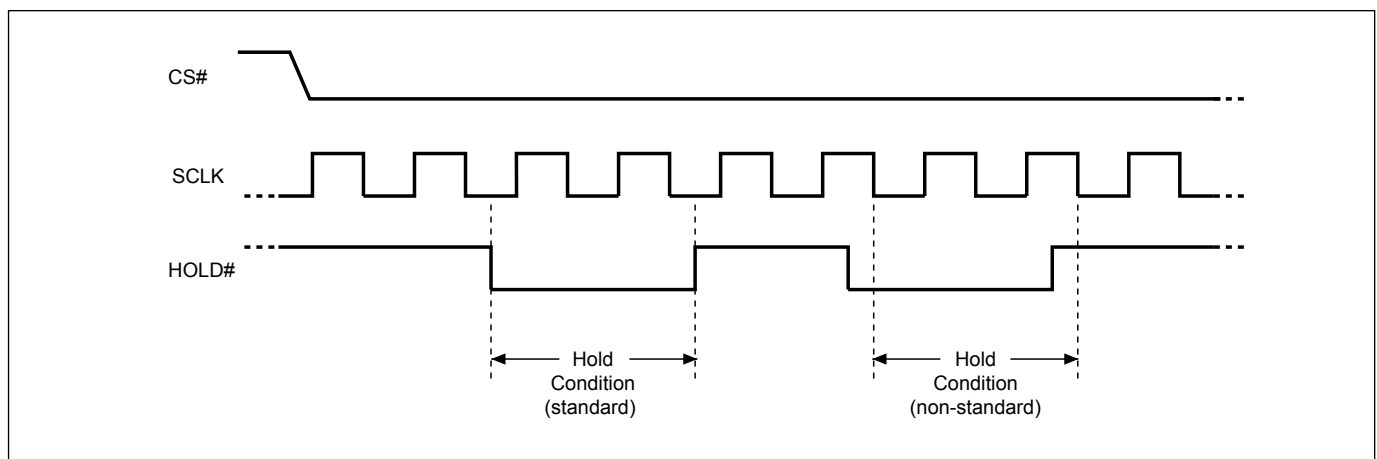 CS#
SCLK
HOLD#
Hold
Condition
(standard)
Hold
Condition
(non-standard)